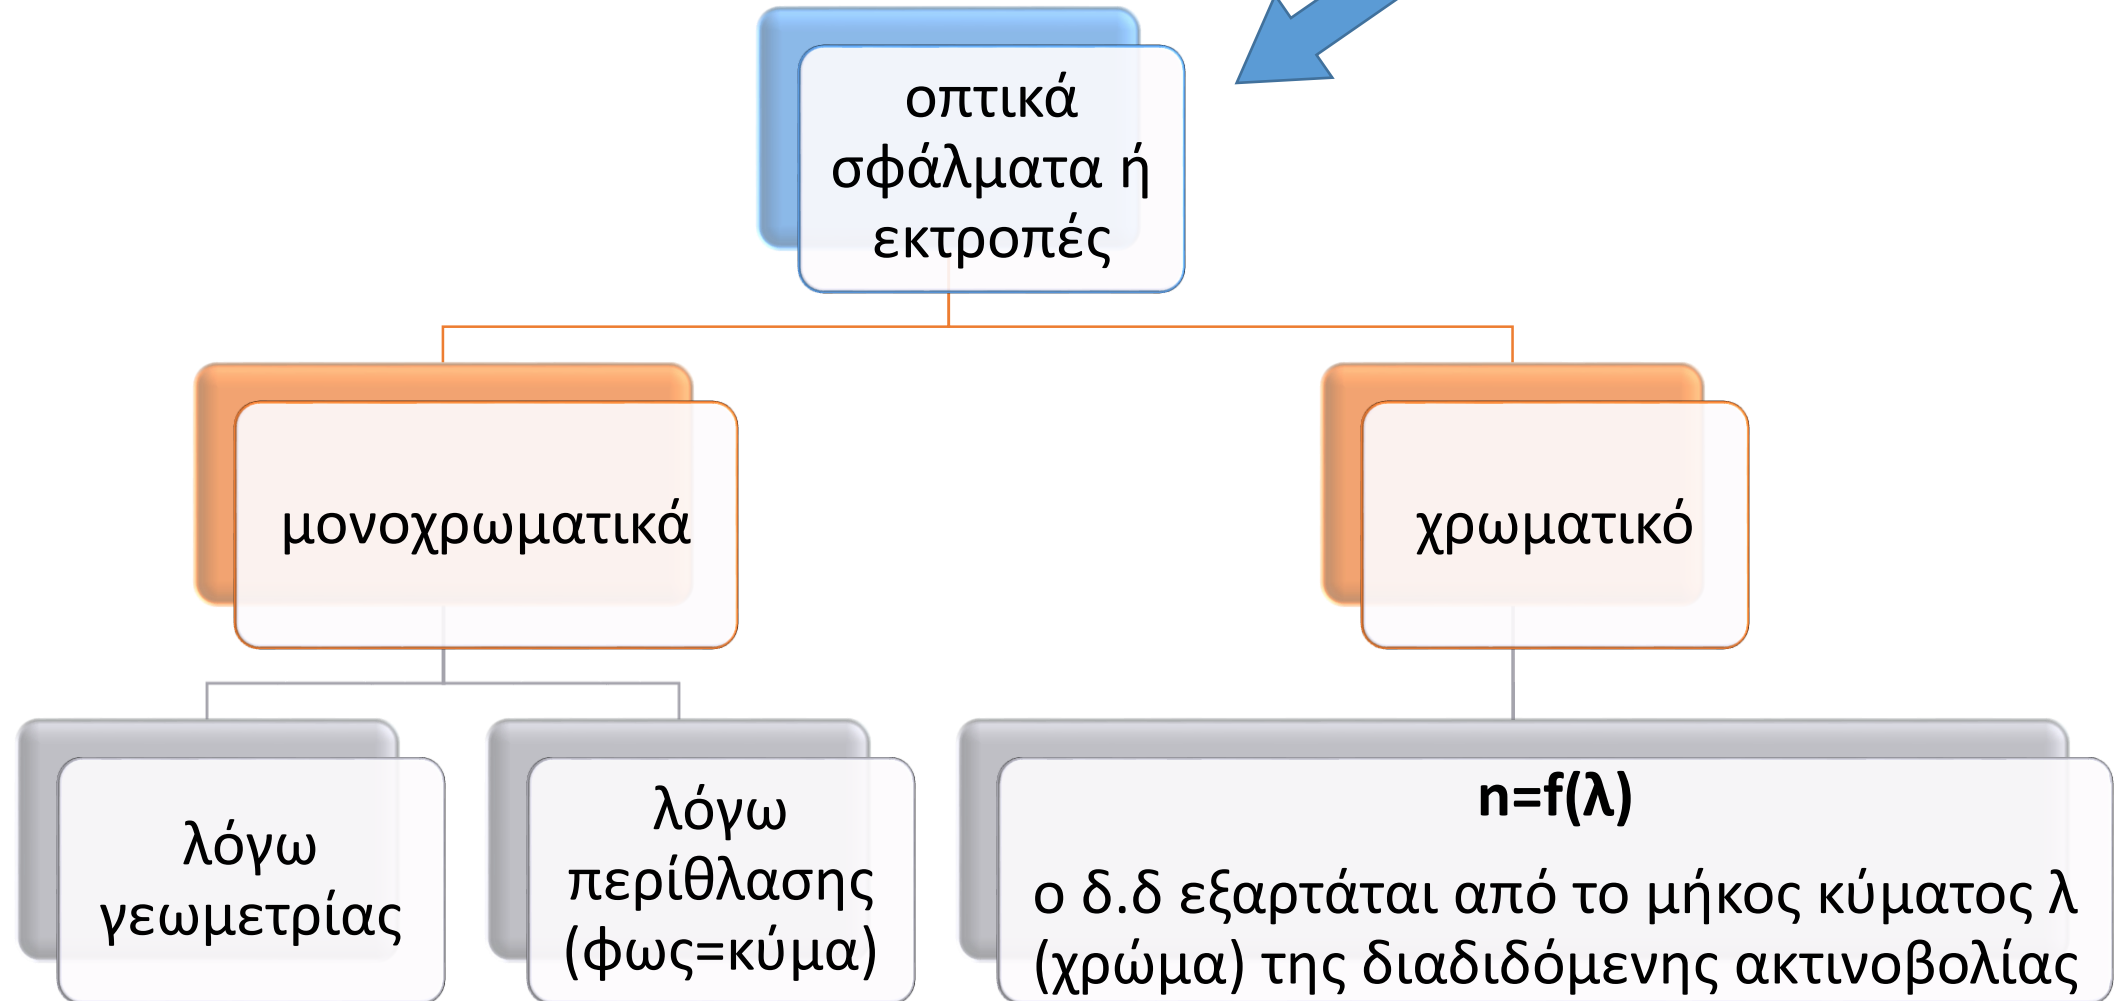 οπτικά
σφάλματα ή
εκτροπές
μονοχρωματικά
χρωματικό
λόγω
γεωμετρίας
λόγω
περίθλασης
(φως=κύμα)
n=f(λ)
ο δ.δ εξαρτάται από το μήκος κύματος λ
(χρώμα) της διαδιδόμενης ακτινοβολίας